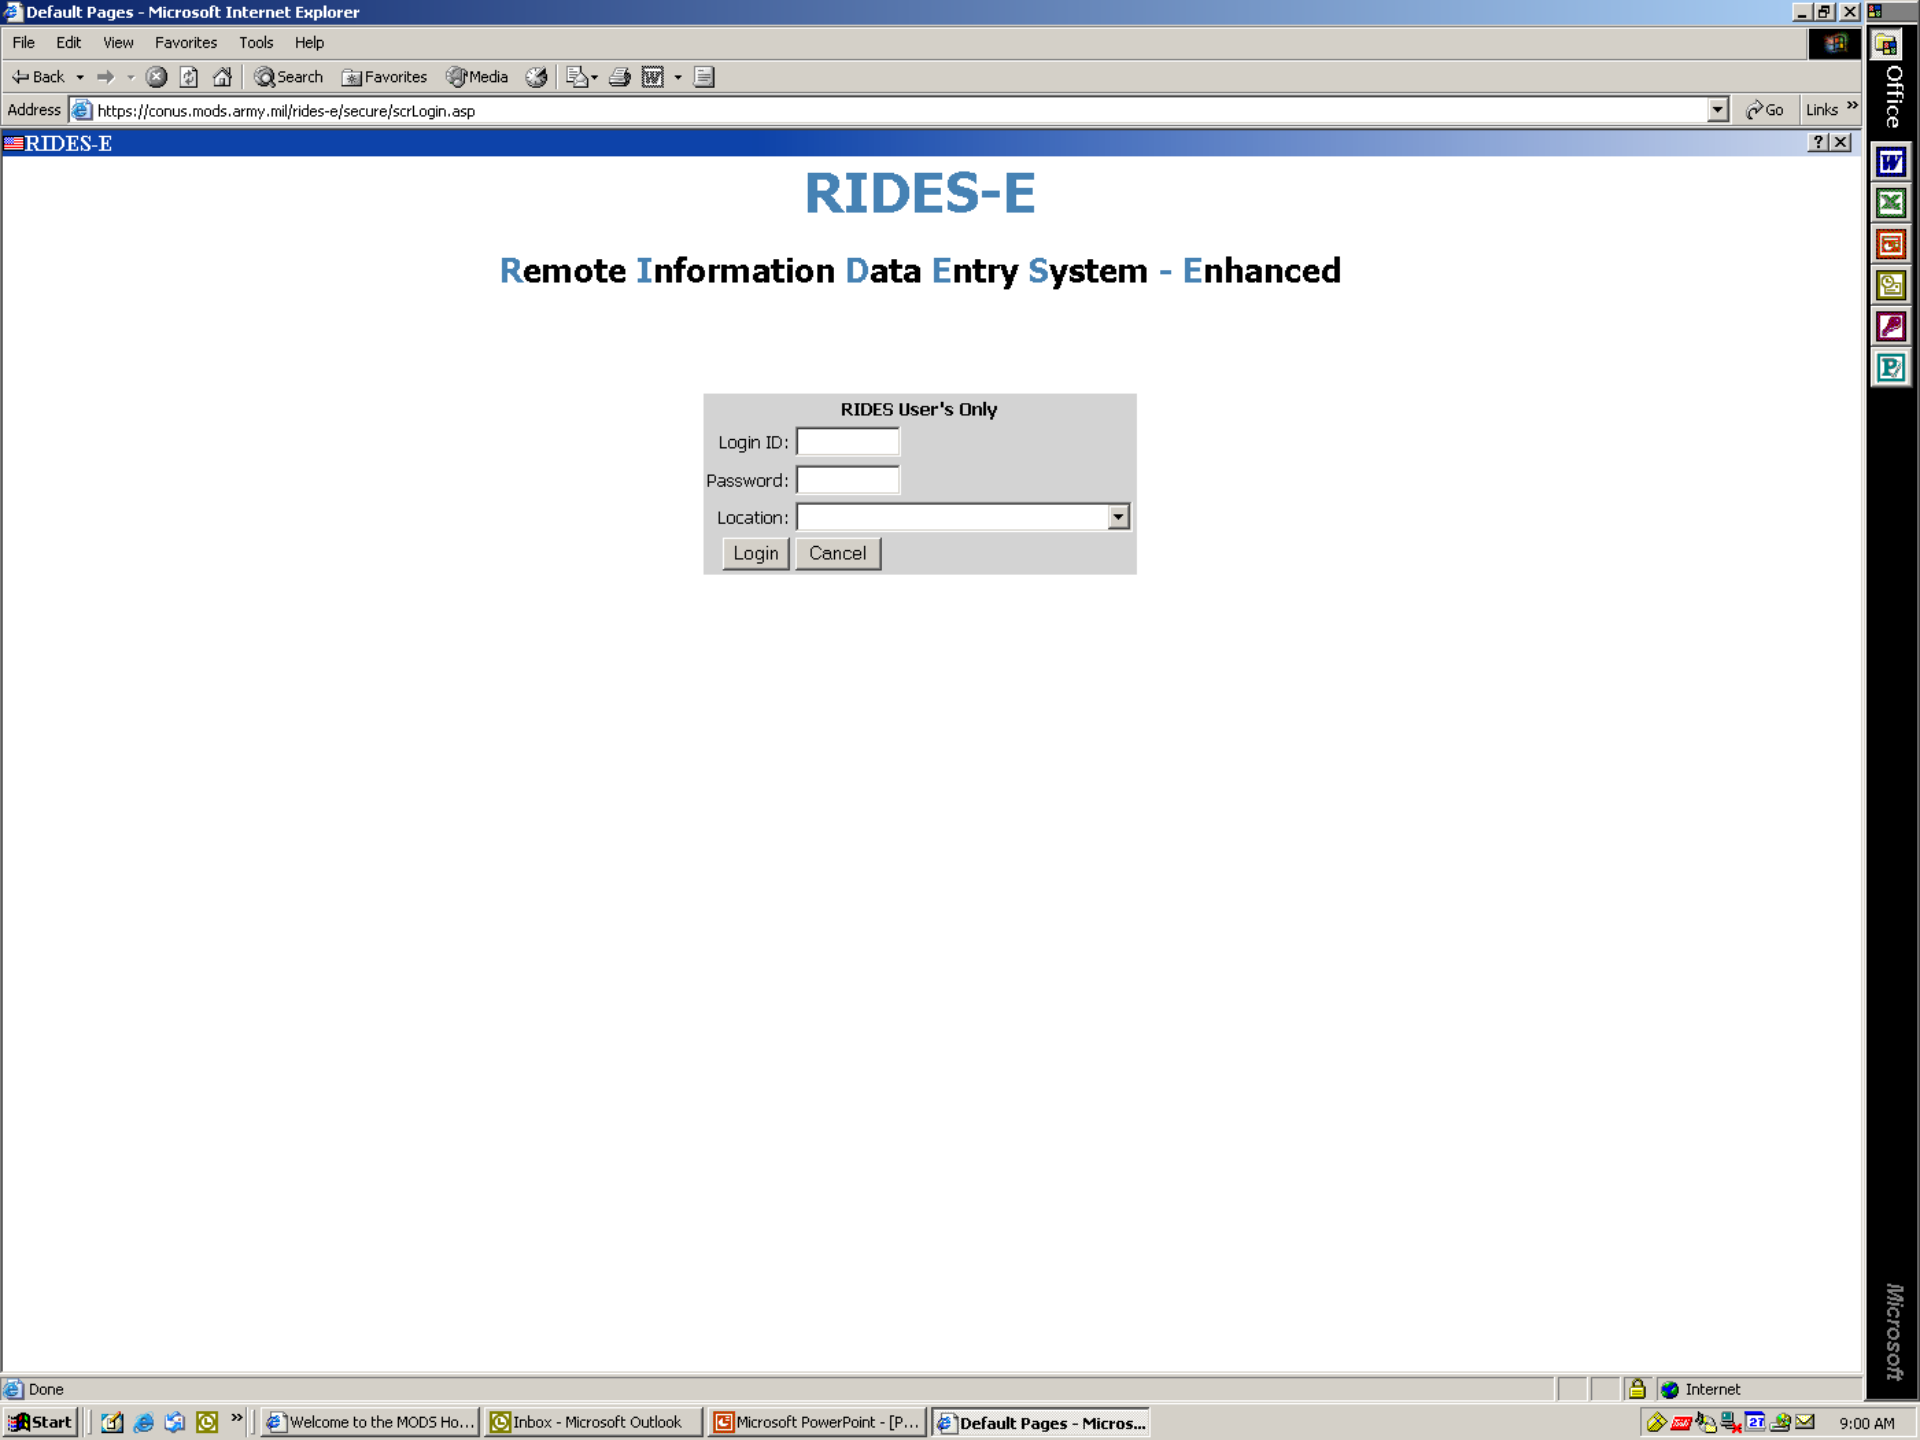 Default Pages - Microsoft Internet Explorer
File Edit View Favorites Tools Help
Back Search Favorites Media
Address https://conus.mods.army.mil/rides-e/secure/scrLogin.asp Go Links »
RIDES-E
RIDES-E
Remote Information Data Entry System - Enhanced
RIDES User's Only
Login ID:
Password:
Location:
Login Cancel
Office
Microsoft
Done Internet
Start » Welcome to the MODS Ho... Inbox - Microsoft Outlook Microsoft PowerPoint - [P... Default Pages - Micros... 27 9:00 AM